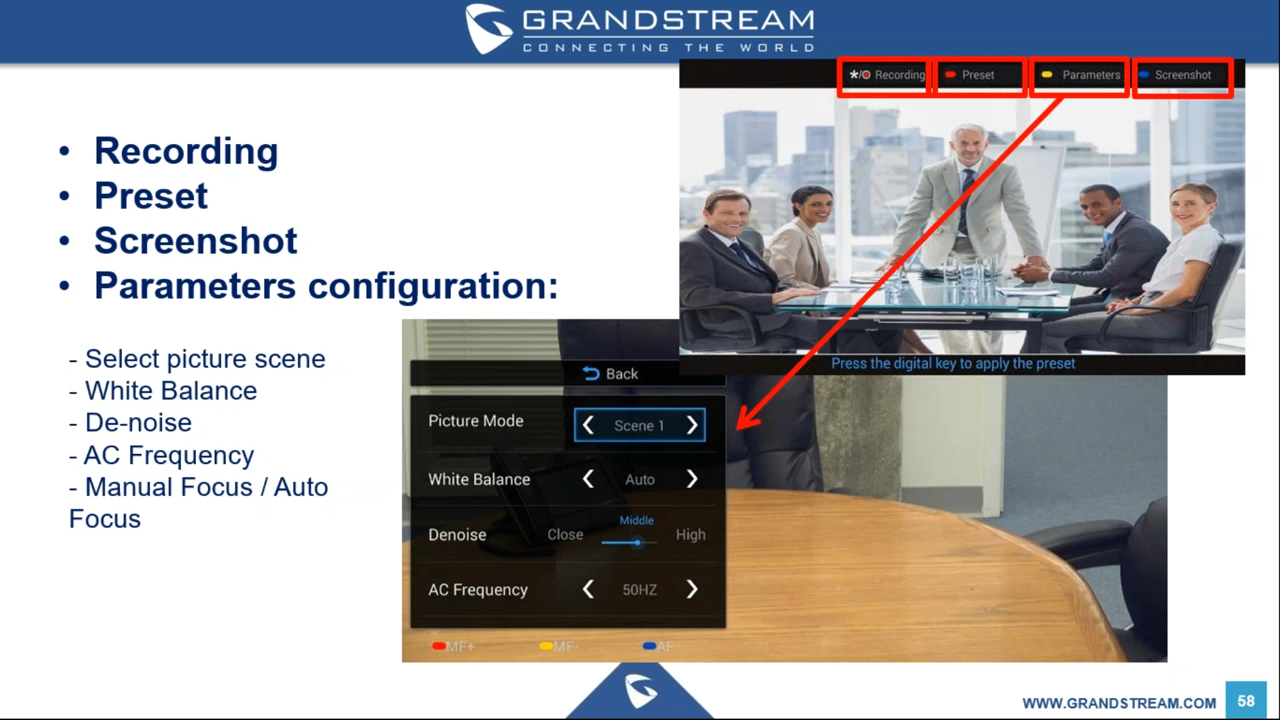 GRANDSTREAM
CONNECTING THE WORLD
*/ Recording
Preset
Parameters
Screenshot
• Recording
• Preset
• Screenshot
• Parameters configuration:
- Select picture scene
- White Balance
- De-noise
- AC Frequency
- Manual Focus / Auto
Focus
Press the digital key to apply the preset
Back
Picture Mode Scene 1
White Balance Auto
Middle
Denoise Close High
AC Frequency 50HZ
MF+ MF- AF
WWW.GRANDSTREAM.COM 58